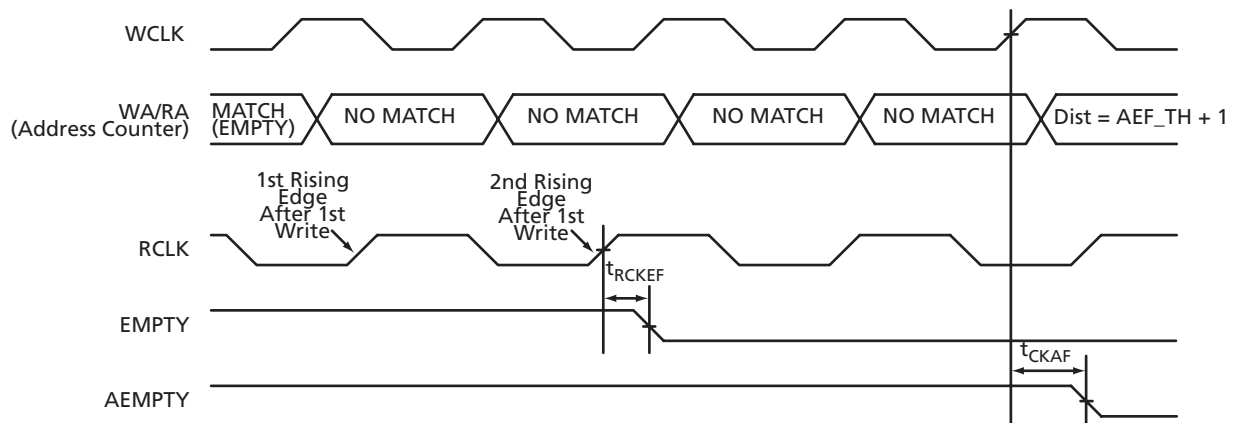 WCLK
WA/RA
(Address Counter)
MATCH
(EMPTY)
NO MATCH
NO MATCH
NO MATCH
NO MATCH
Dist = AEF_TH + 1
1st Rising
Edge
After 1st
Write
2nd Rising
Edge
After 1st
Write
RCLK
tRCKEF
EMPTY
tCKAF
AEMPTY